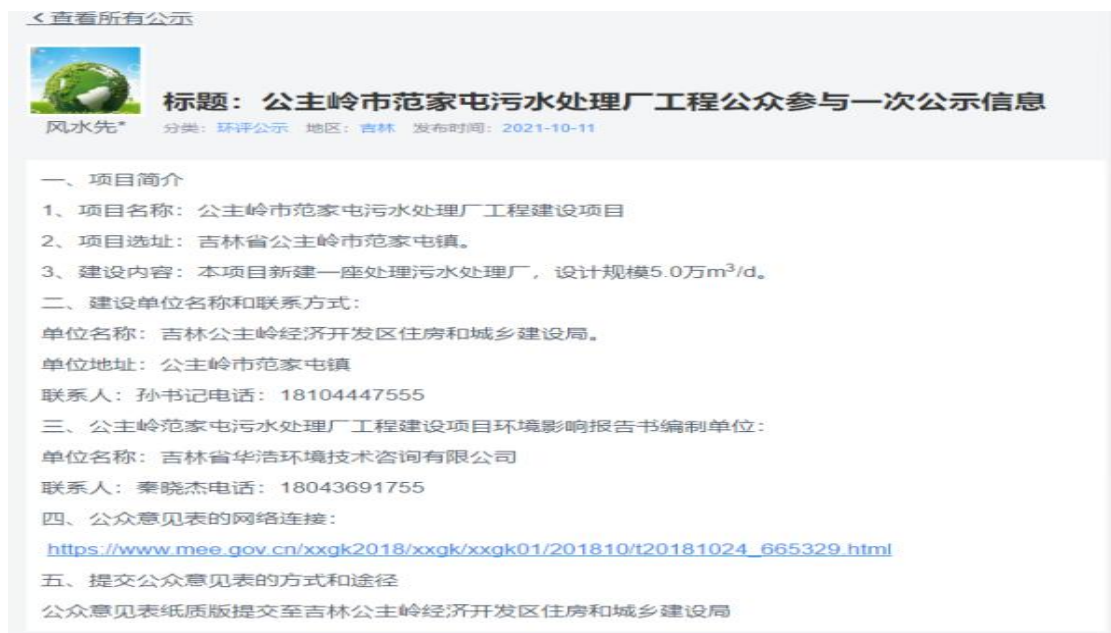 <查看所有公示
标题：公主岭市范家屯污水处理厂工程公众参与一次公示信息
风水先*
分类：环评公示 地区：吉林 发布时间：2021-10-11
一、项目简介
1、项目名称：公主岭市范家屯污水处理厂工程建设项目
2、项目选址：吉林省公主岭市范家屯镇。
3、建设内容：本项目新建一座处理污水处理厂，设计规模5.0万m³/d。
二、建设单位名称和联系方式：
单位名称：吉林公主岭经济开发区住房和城乡建设局。
单位地址：公主岭市范家屯镇
联系人：孙书记电话：18104447555
三、公主岭范家屯污水处理厂工程建设项目环境影响报告书编制单位：
单位名称：吉林省华浩环境技术咨询有限公司
联系人：秦晓杰电话：18043691755
四、公众意见表的网络连接：
https://www.mee.gov.cn/xxgk2018/xxgk/xxgk01/201810/t20181024_665329.html
五、提交公众意见表的方式和途径
公众意见表纸质版提交至吉林公主岭经济开发区住房和城乡建设局